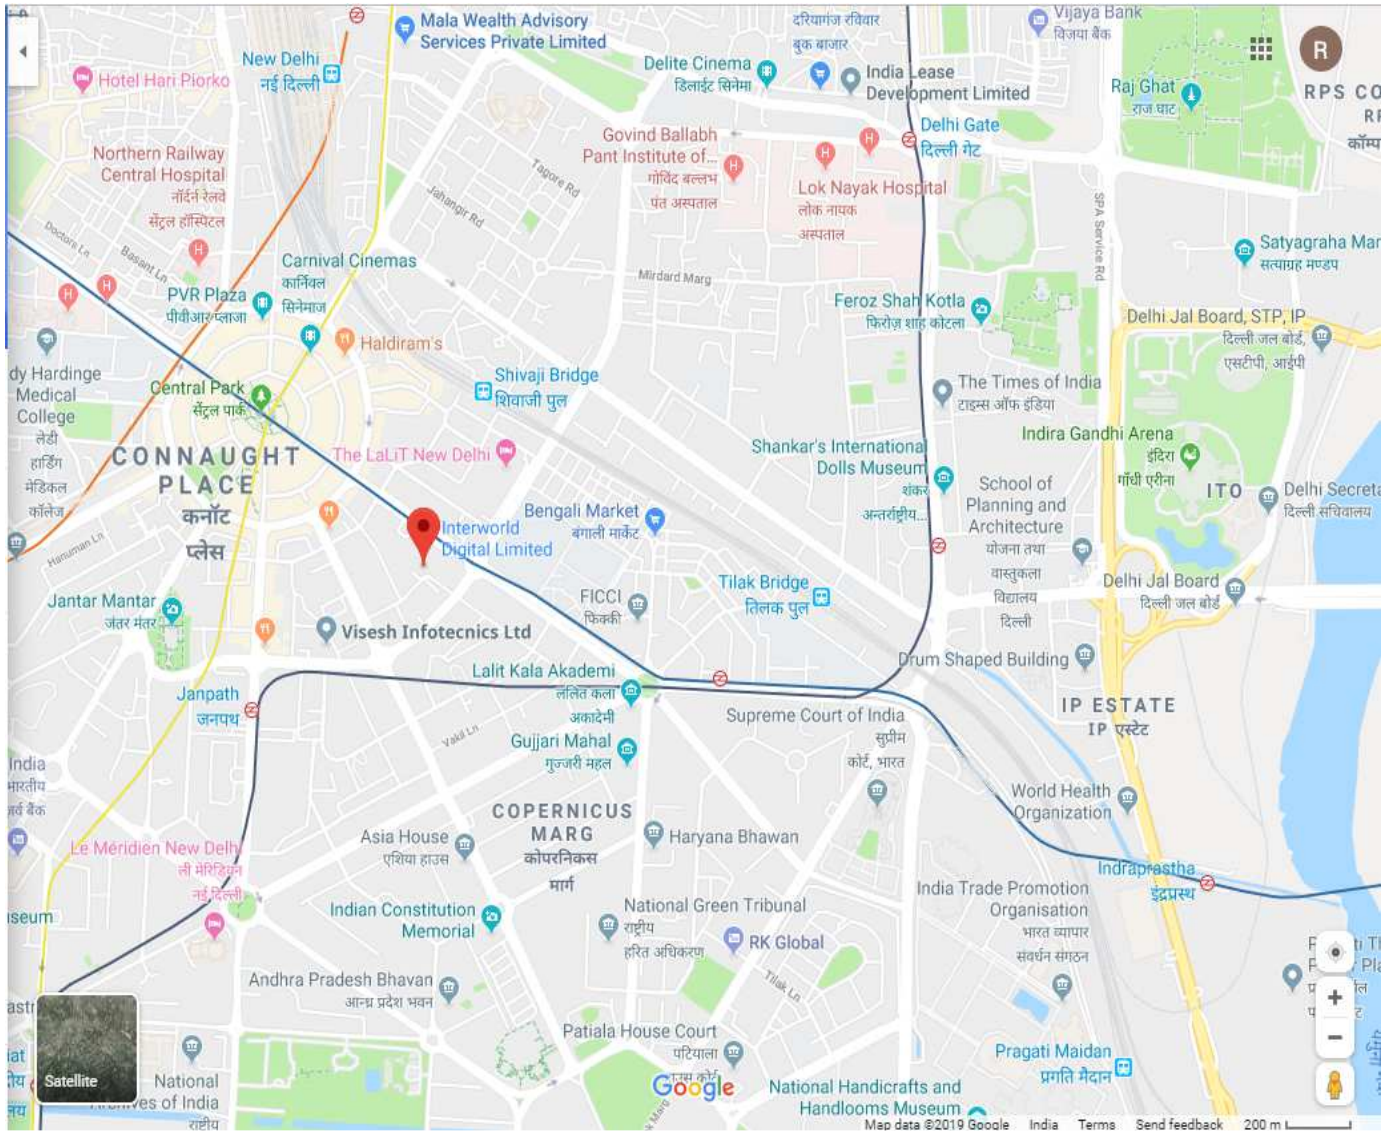 Mala Wealth Advisory
Services Private Limited
दरियागंज रविवार
बुक बाजार
Vijaya Bank
विजया बैंक
R
New Delhi
नई दिल्ली
Hotel Hari Piorko
Delite Cinema
डिलाईट सिनेमा
India Lease
Development Limited
Raj Ghat
राज घाट
RPS CO
Northern Railway
Central Hospital
नॉर्दर्न रेलवे
सेंट्रल हॉस्पिटल
Govind Ballabh
Pant Institute of...
गोविंद बल्लभ
पंत अस्पताल
Delhi Gate
दिल्ली गेट
Lok Nayak Hospital
लोक नायक
अस्पताल
Tagore Rd
Jahangir Rd
SPA Service Rd
Doctors Ln
Basant Ln
Carnival Cinemas
कार्निवल
सिनेमाज
Mirdard Marg
Satyagraha Mar
सत्याग्रह मण्डप
PVR Plaza
पीवीआर प्लाजा
Feroz Shah Kotla
फिरोज़ शाह कोटला
Delhi Jal Board, STP, IP
दिल्ली जल बोर्ड,
एसटीपी, आईपी
Haldiram's
dy Hardinge
Medical
College
लेडी
हार्डिंग
मेडिकल
कॉलेज
Central Park
सेंट्रल पार्क
Shivaji Bridge
शिवाजी पुल
The Times of India
टाइम्स ऑफ इंडिया
CONNAUGHT
PLACE
कनॉट
प्लेस
The LaLiT New Delhi
Shankar's International
Dolls Museum
शंकर
अन्तर्राष्ट्रीय...
Indira Gandhi Arena
इंदिरा
गाँधी एरीना
ITO
Delhi Secreta
दिल्ली सचिवालय
School of
Planning and
Architecture
योजना तथा
वास्तुकला
विद्यालय
दिल्ली
Hanuman Ln
Interworld
Digital Limited
Bengali Market
बंगाली मार्केट
Jantar Mantar
जंतर मंतर
Visesh Infotecnics Ltd
FICCI
फिक्की
Tilak Bridge
तिलक पुल
Delhi Jal Board
दिल्ली जल बोर्ड
Drum Shaped Building
Janpath
जनपथ
Lalit Kala Akademi
ललित कला
अकादेमी
Vakil Ln
Gujjari Mahal
गुज्जरी महल
Supreme Court of India
सुप्रीम
कोर्ट, भारत
IP ESTATE
IP एस्टेट
India
भारतीय
र्व बैंक
COPERNICUS
MARG
कोपरनिकस
मार्ग
World Health
Organization
Le Méridien New Delhi
ली मेरिडियन
नई दिल्ली
Asia House
एशिया हाउस
Haryana Bhawan
Indraprastha
इंद्रप्रस्थ
useum
Indian Constitution
Memorial
National Green Tribunal
राष्ट्रीय
हरित अधिकरण
RK Global
India Trade Promotion
Organisation
भारत व्यापार
संवर्धन संगठन
Tilak Ln
Andhra Pradesh Bhavan
आन्ध्र प्रदेश भवन
Patiala House Court
पटियाला
हाउस कोर्ट
Pragati Maidan
प्रगति मैदान
Satellite
National
Archives of India
राष्ट्रीय
Google
National Handicrafts and
Handlooms Museum
Map data ©2019 Google India Terms Send feedback 200 m